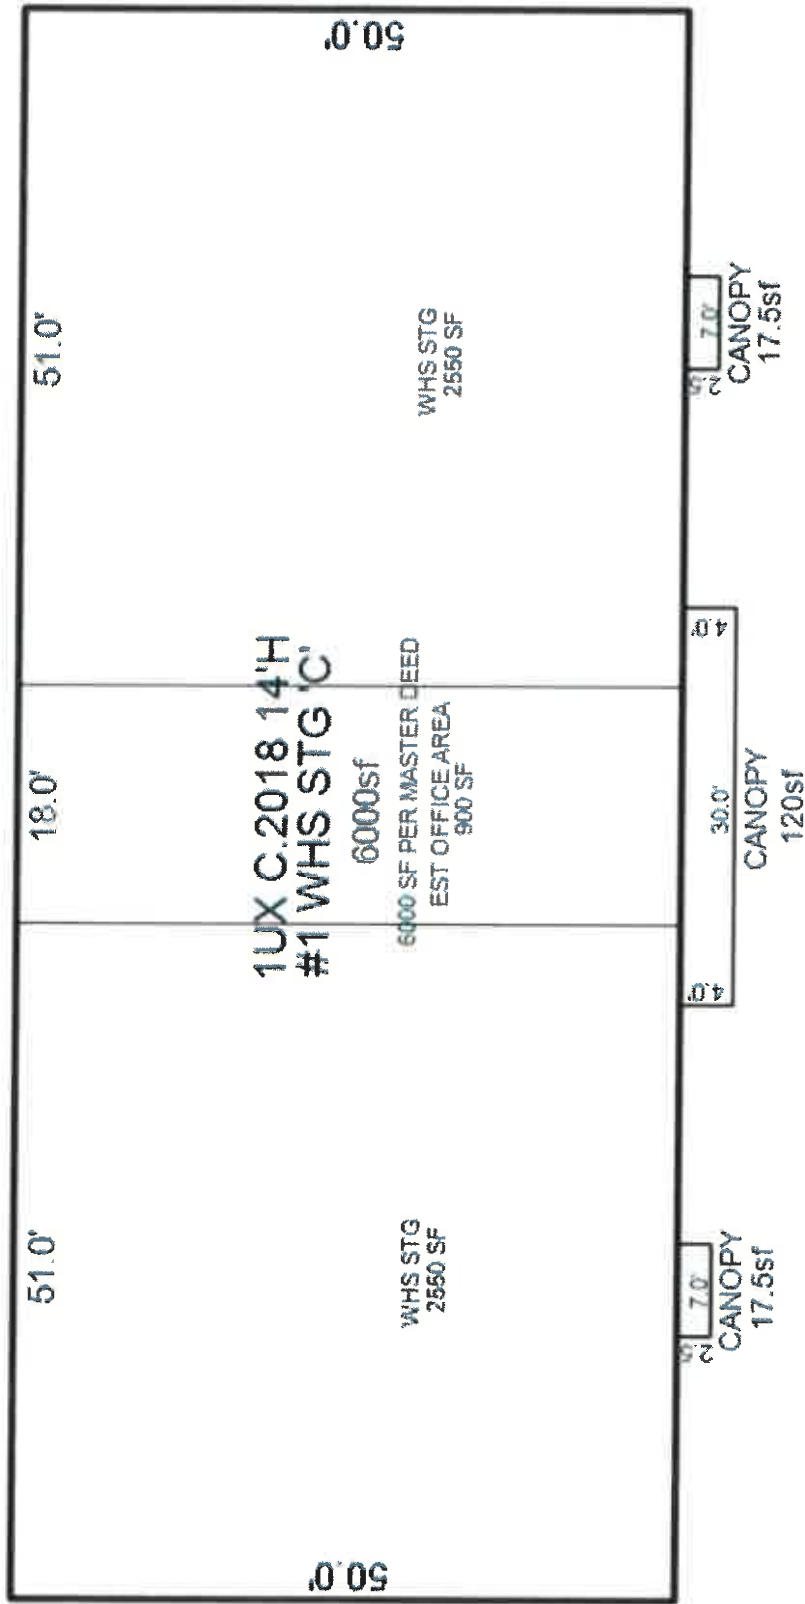 51.0'
18.0'
51.0'
50.0'
50.0'
1UX C.2018 14'H
#1 WHS STG 'C'
6000sf
6000 SF PER MASTER DEED
EST OFFICE AREA
900 SF
WHS STG
2550 SF
WHS STG
2550 SF
2.5'
7.0'
CANOPY
17.5sf
4.0'
30.0'
4.0'
CANOPY
120sf
2.5'
7.0'
CANOPY
17.5sf